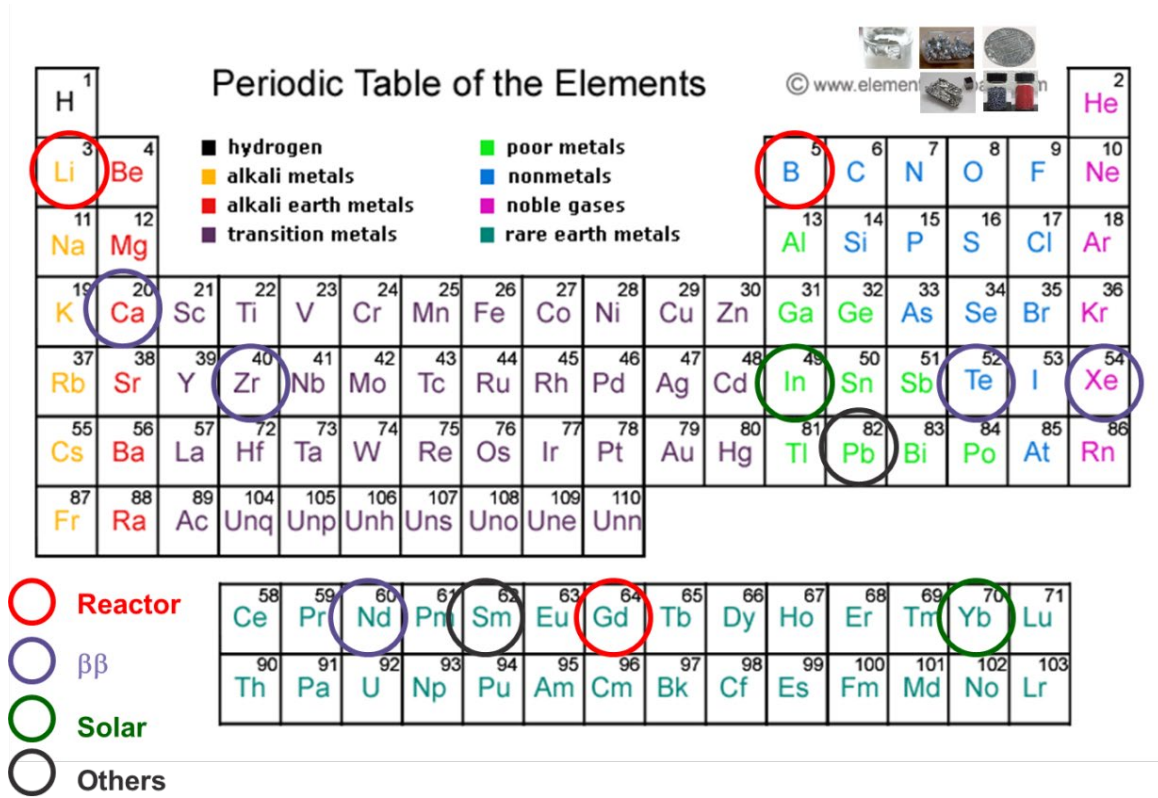 Periodic Table of the Elements
© www.elemen
1 H
2 He
hydrogen
alkali metals
alkali earth metals
transition metals
poor metals
nonmetals
noble gases
rare earth metals
3 Li 4 Be 5 B 6 C 7 N 8 O 9 F 10 Ne
11 Na 12 Mg 13 Al 14 Si 15 P 16 S 17 Cl 18 Ar
19 K 20 Ca 21 Sc 22 Ti 23 V 24 Cr 25 Mn 26 Fe 27 Co 28 Ni 29 Cu 30 Zn 31 Ga 32 Ge 33 As 34 Se 35 Br 36 Kr
37 Rb 38 Sr 39 Y 40 Zr 41 Nb 42 Mo 43 Tc 44 Ru 45 Rh 46 Pd 47 Ag 48 Cd 49 In 50 Sn 51 Sb 52 Te 53 I 54 Xe
55 Cs 56 Ba 57 La 72 Hf 73 Ta 74 W 75 Re 76 Os 77 Ir 78 Pt 79 Au 80 Hg 81 Tl 82 Pb 83 Bi 84 Po 85 At 86 Rn
87 Fr 88 Ra 89 Ac 104 Unq 105 Unp 106 Unh 107 Uns 108 Uno 109 Une 110 Unn
58 Ce 59 Pr 60 Nd 61 Pm 62 Sm 63 Eu 64 Gd 65 Tb 66 Dy 67 Ho 68 Er 69 Tm 70 Yb 71 Lu
90 Th 91 Pa 92 U 93 Np 94 Pu 95 Am 96 Cm 97 Bk 98 Cf 99 Es 100 Fm 101 Md 102 No 103 Lr
Reactor
ββ
Solar
Others